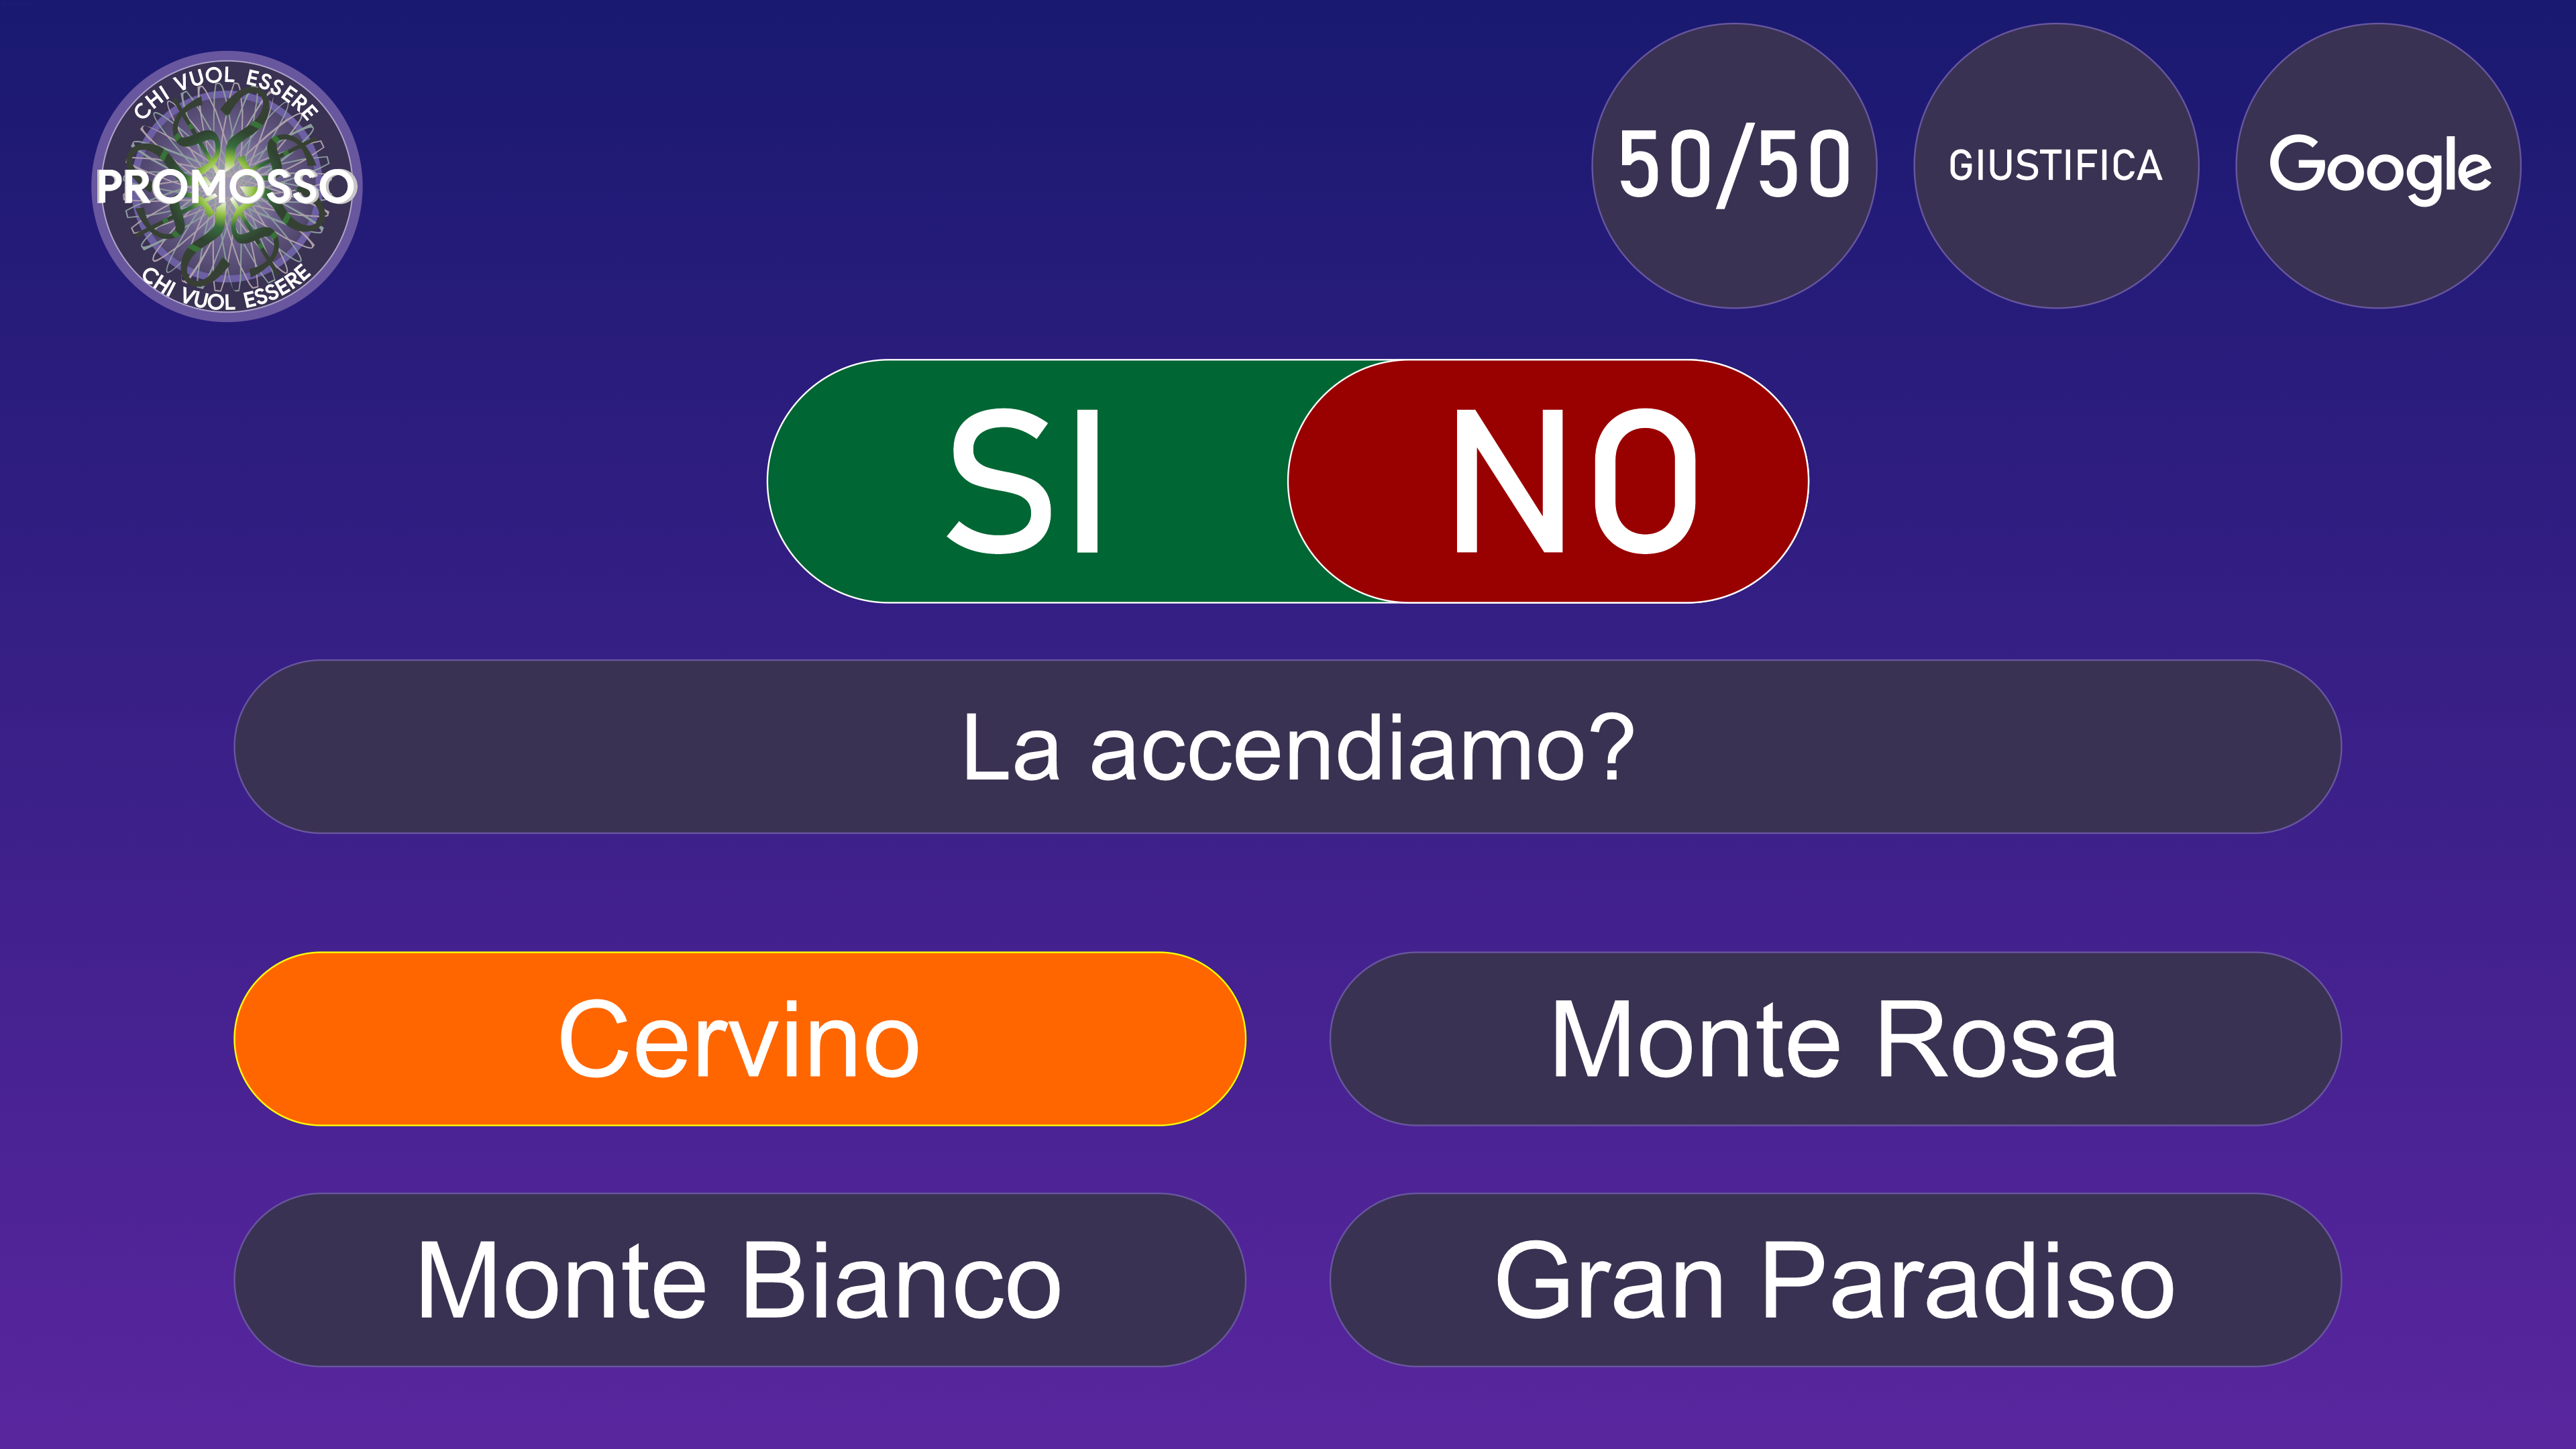 CHI VUOL ESSERE
PROMOSSO
CHI VUOL ESSERE
50/50
GIUSTIFICA
Google
SI
NO
La accendiamo?
Cervino
Monte Rosa
Monte Bianco
Gran Paradiso